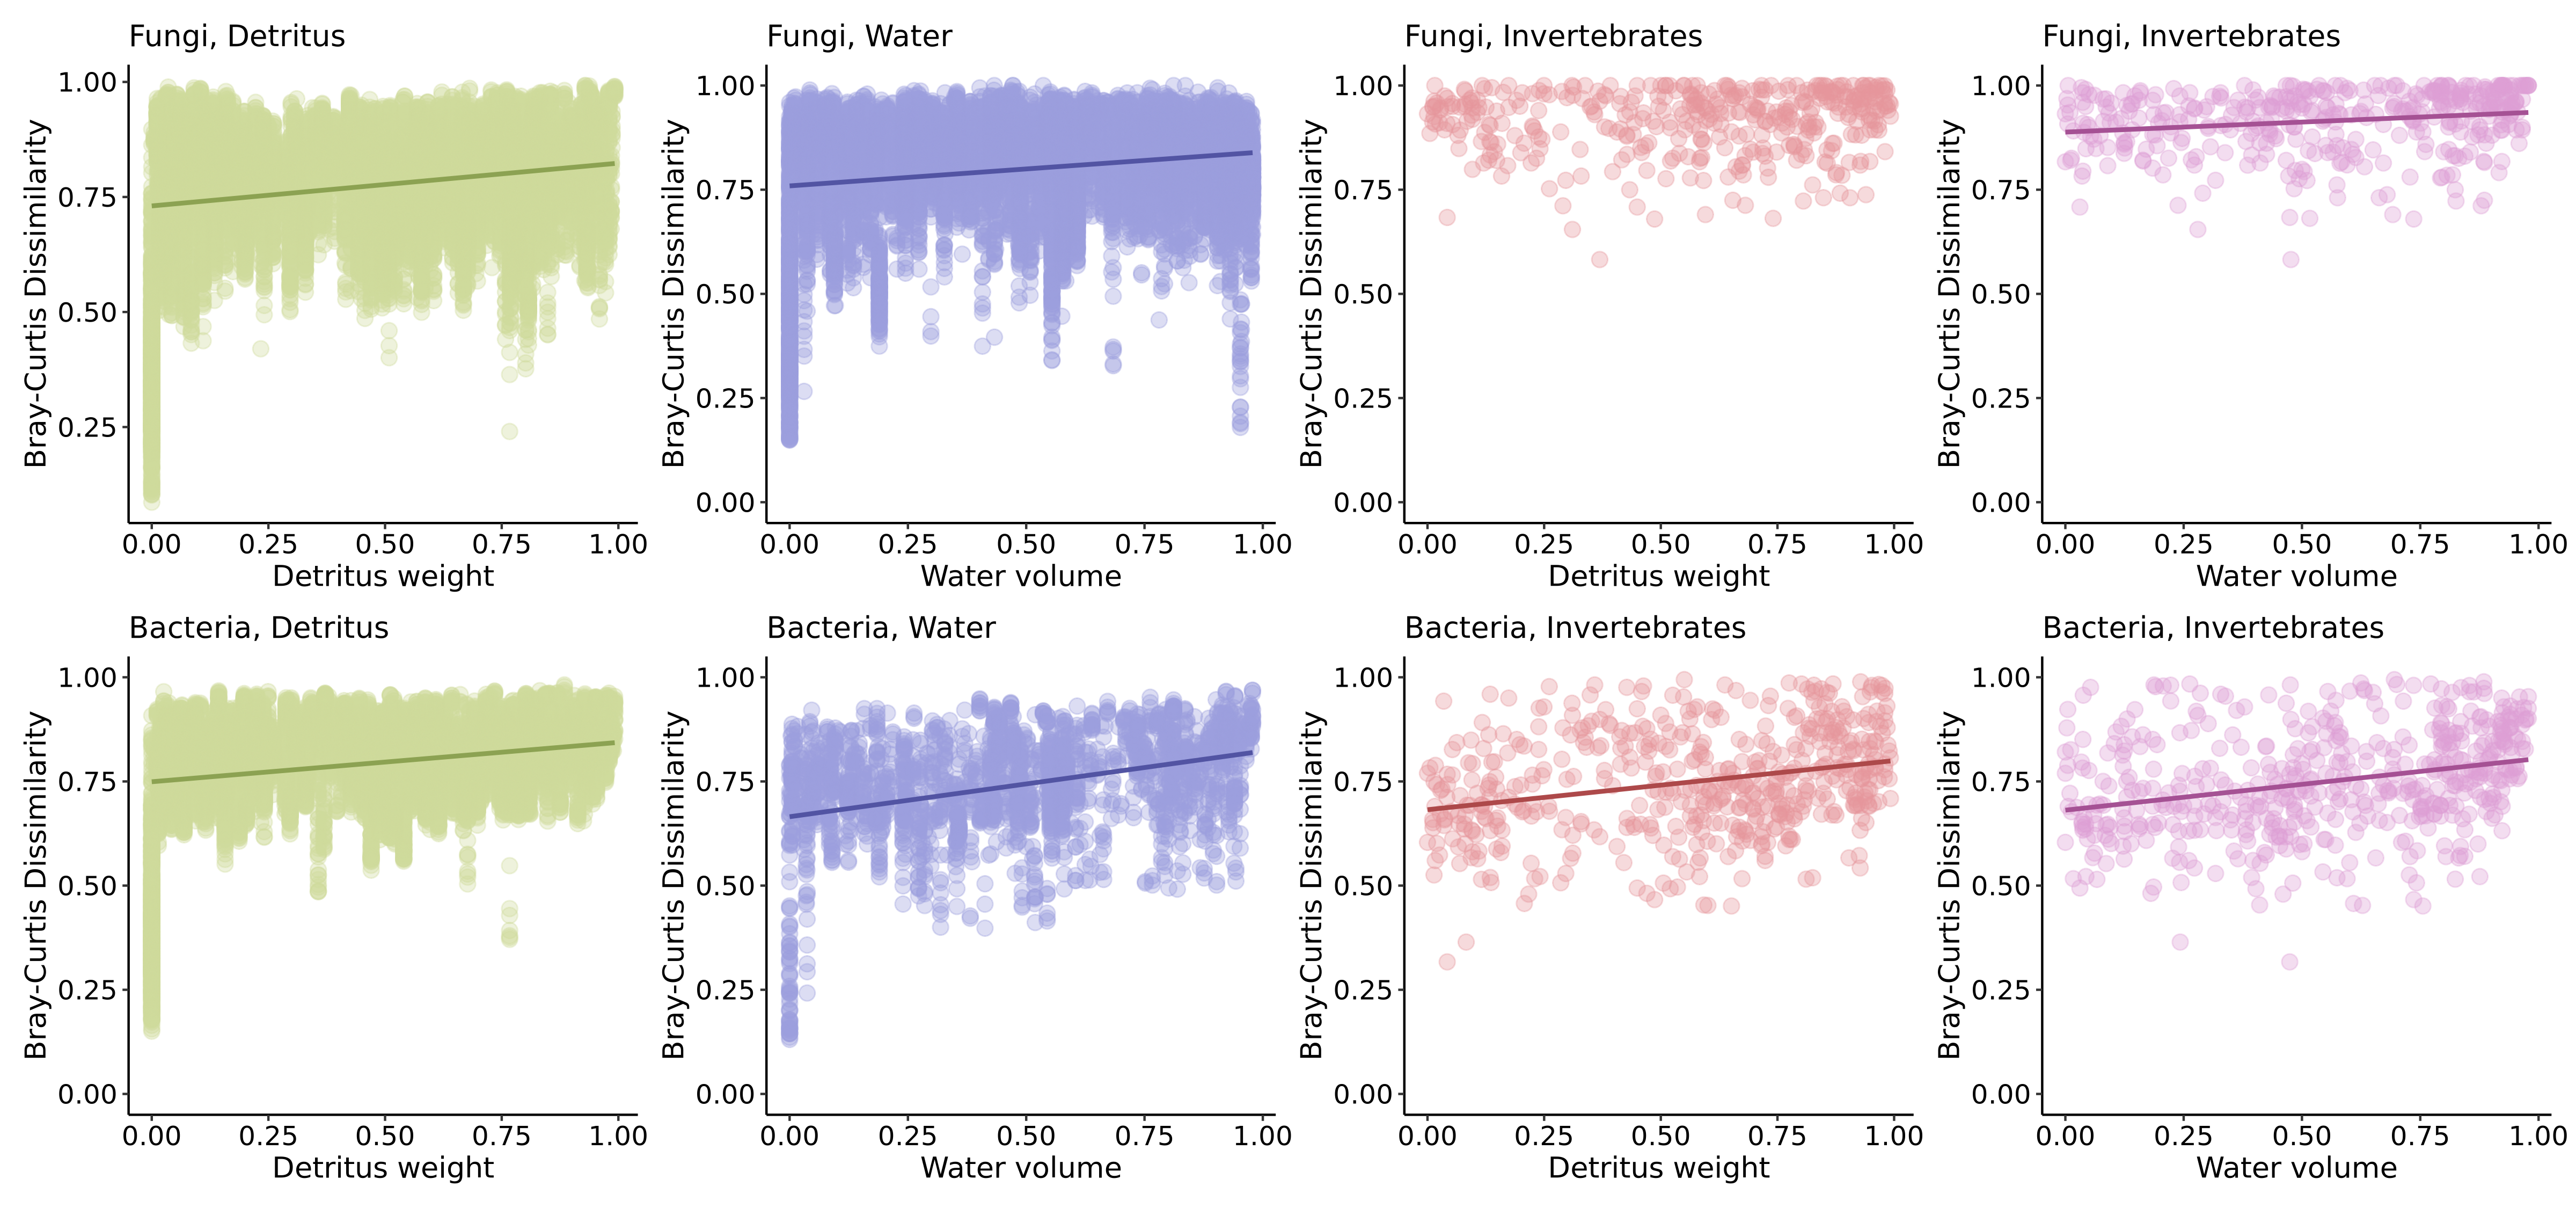 Fungi, Detritus
Fungi, Water
Fungi, Invertebrates
Fungi, Invertebrates
Bray-Curtis Dissimilarity
1.00
0.75
0.50
0.25
0.00 0.25 0.50 0.75 1.00
Detritus weight
Bray-Curtis Dissimilarity
1.00
0.75
0.50
0.25
0.00
0.00 0.25 0.50 0.75 1.00
Water volume
Bray-Curtis Dissimilarity
1.00
0.75
0.50
0.25
0.00
0.00 0.25 0.50 0.75 1.00
Detritus weight
Bray-Curtis Dissimilarity
1.00
0.75
0.50
0.25
0.00
0.00 0.25 0.50 0.75 1.00
Water volume
Bacteria, Detritus
Bacteria, Water
Bacteria, Invertebrates
Bacteria, Invertebrates
Bray-Curtis Dissimilarity
1.00
0.75
0.50
0.25
0.00
0.00 0.25 0.50 0.75 1.00
Detritus weight
Bray-Curtis Dissimilarity
1.00
0.75
0.50
0.25
0.00
0.00 0.25 0.50 0.75 1.00
Water volume
Bray-Curtis Dissimilarity
1.00
0.75
0.50
0.25
0.00
0.00 0.25 0.50 0.75 1.00
Detritus weight
Bray-Curtis Dissimilarity
1.00
0.75
0.50
0.25
0.00
0.00 0.25 0.50 0.75 1.00
Water volume